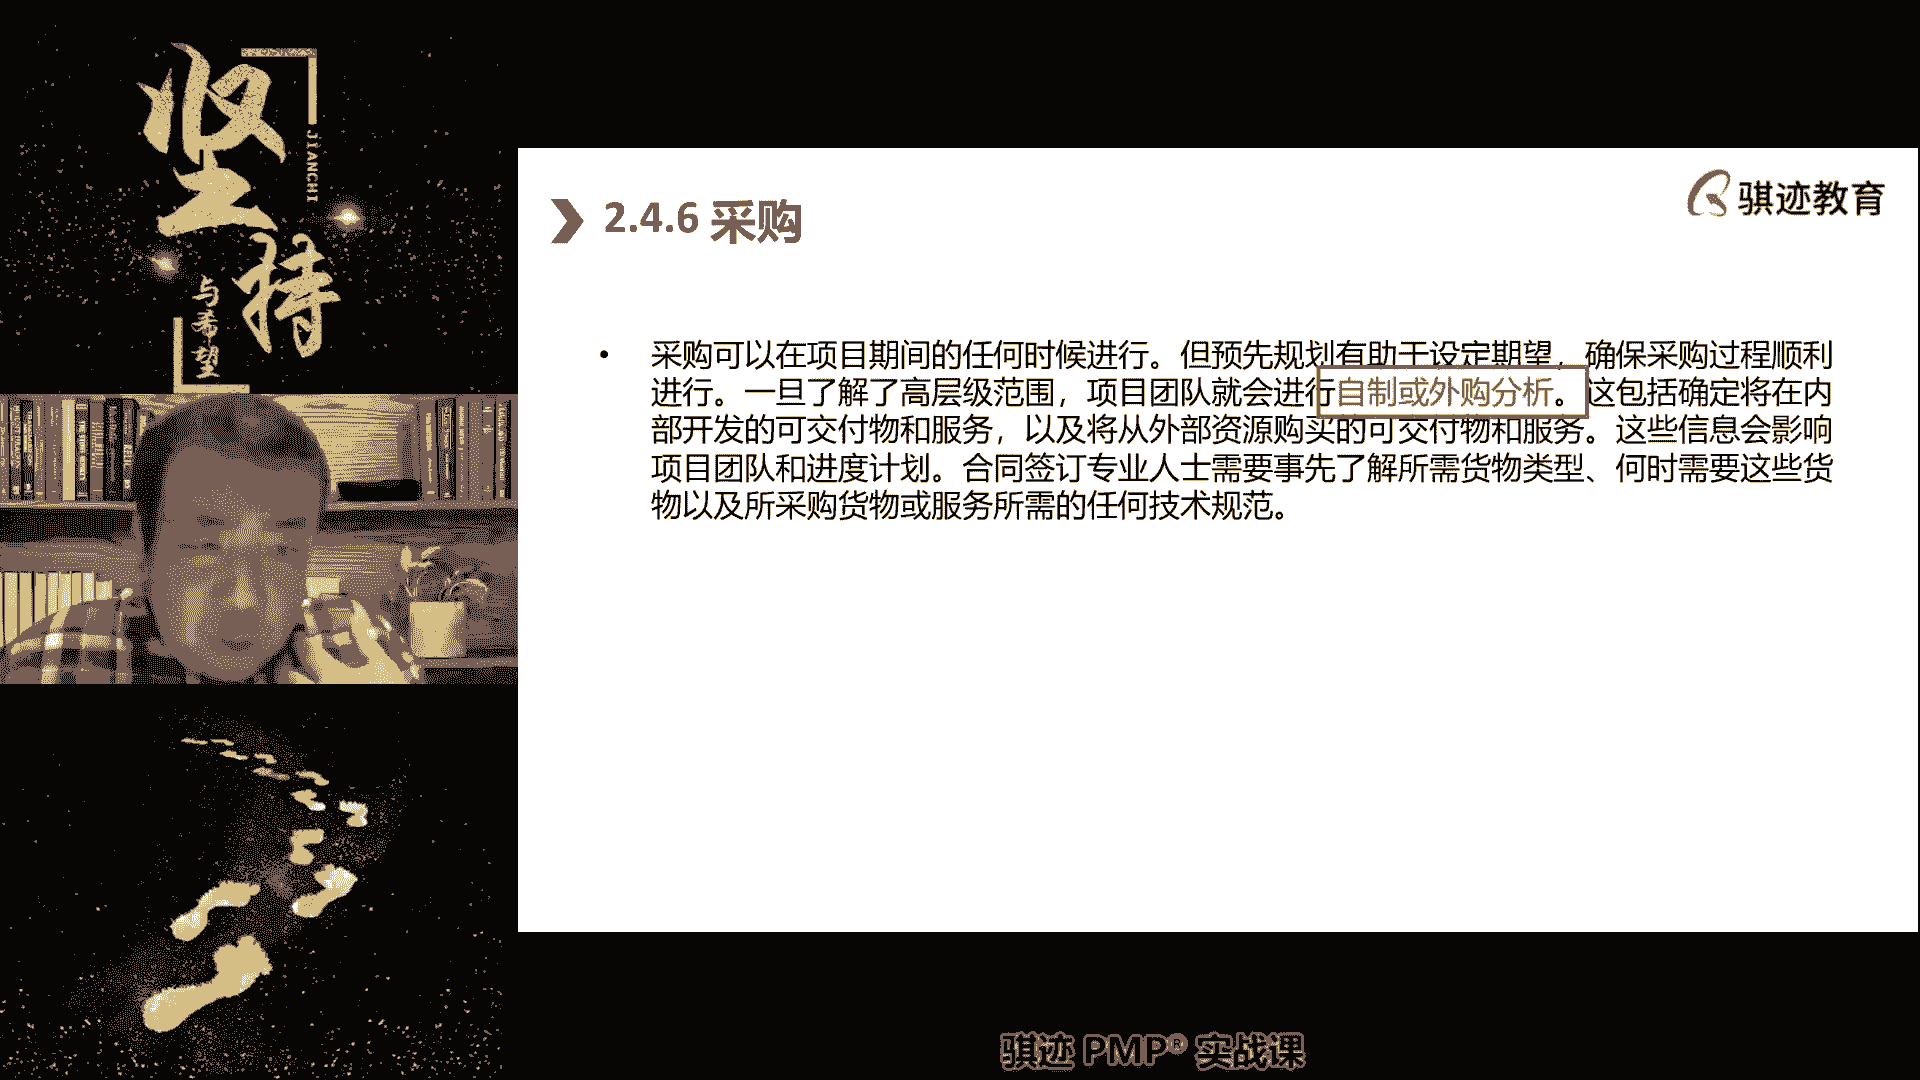 坚持
JIANCHI
与希望
骐迹教育
2.4.6 采购
• 采购可以在项目期间的任何时候进行。但预先规划有助于设定期望，确保采购过程顺利
进行。一旦了解了高层级范围，项目团队就会进行自制或外购分析。这包括确定将在内
部开发的可交付物和服务，以及将从外部资源购买的可交付物和服务。这些信息会影响
项目团队和进度计划。合同签订专业人士需要事先了解所需货物类型、何时需要这些货
物以及所采购货物或服务所需的任何技术规范。
骐迹 PMP® 实战课